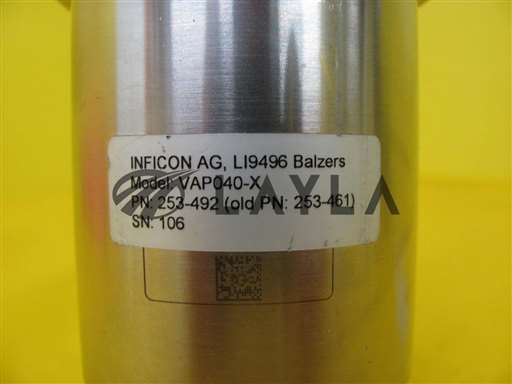 INFICON AG, LI9496 Balzers
Model: VAP040-X
PN: 253-492 (old PN: 253-461)
SN: 106
LAYLA